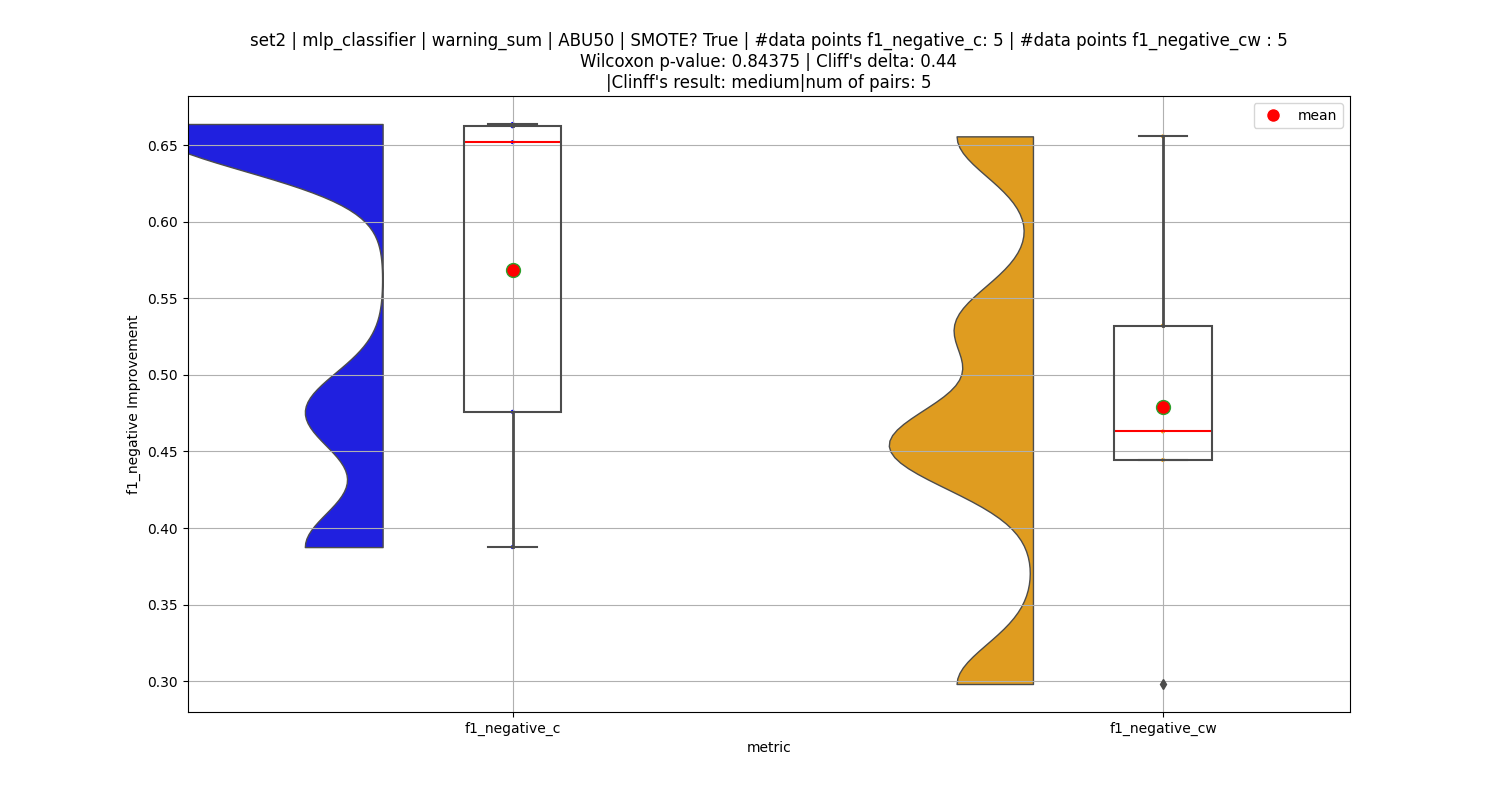 set2 | mlp_classifier | warning_sum | ABU50 | SMOTE? True | #data points f1_negative_c: 5 | #data points f1_negative_cw : 5
Wilcoxon p-value: 0.84375 | Cliff's delta: 0.44
|Clinff's result: medium|num of pairs: 5
mean
0.65
0.60
0.55
0.50
0.45
0.40
0.35
0.30
f1_negative Improvement
f1_negative_c
f1_negative_cw
metric